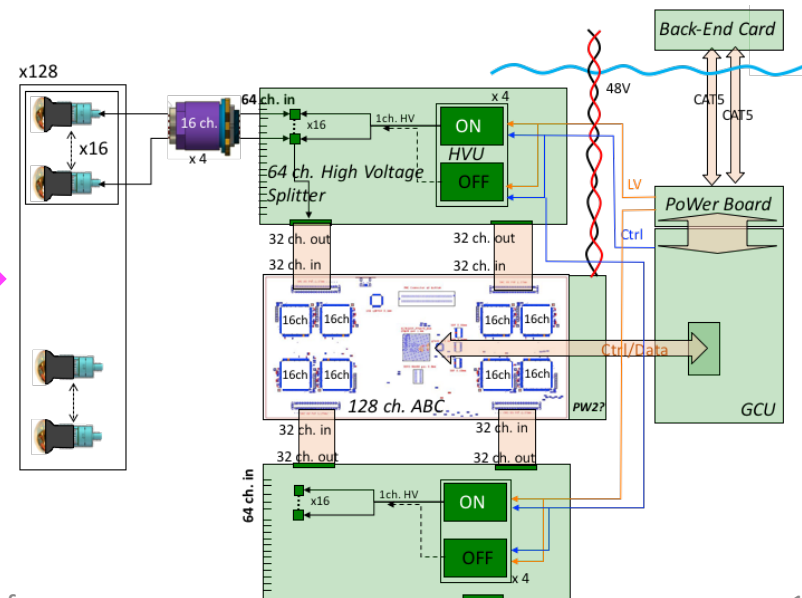 Back-End Card
x128
x 4
64 ch. in
48V
CAT5
CAT5
16 ch.
x16
1ch. HV
ON
x16
HVU
x 4
64 ch. High Voltage
Splitter
OFF
LV
PoWer Board
Ctrl
32 ch. out
32 ch. out
32 ch. in
32 ch. in
16ch
16ch
16ch
16ch
Ctrl/Data
16ch
16ch
16ch
16ch
128 ch. ABC
PW2?
GCU
32 ch. in
32 ch. in
32 ch. out
32 ch. out
64 ch. in
x16
1ch. HV
ON
OFF
x 4